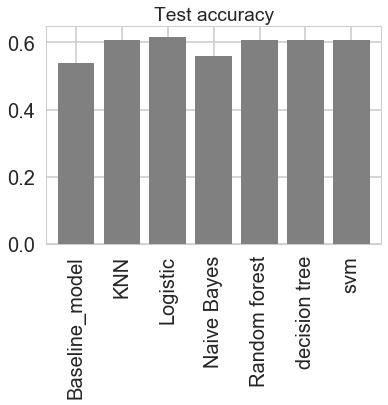 Test accuracy
0.6
0.4
0.2
0.0
Baseline_model
KNN
Logistic
Naive Bayes
Random forest
decision tree
svm